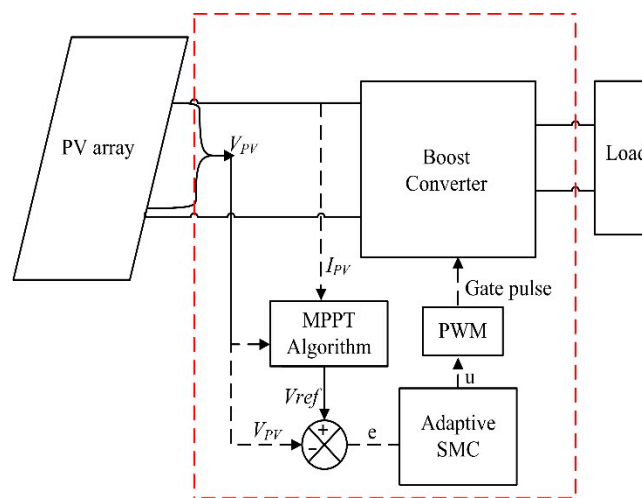 PV array
V_PV
Boost
Converter
Load
I_PV
Gate pulse
MPPT
Algorithm
PWM
Vref
u
V_PV
+
-
e
Adaptive
SMC